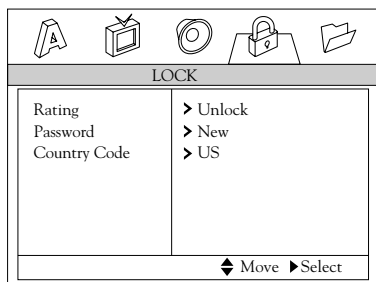 A
LOCK
Rating > Unlock
Password > New
Country Code > US
Move Select